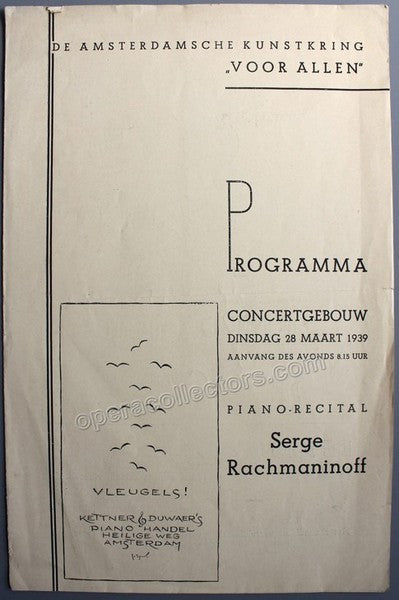 DE AMSTERDAMSCHE KUNSTKRING
„VOOR ALLEN"
PROGRAMMA
CONCERTGEBOUW
DINSDAG 28 MAART 1939
AANVANG DES AVONDS 8.15 UUR
PIANO-RECITAL
Serge
Rachmaninoff
VLEUGELS!
KETTNER & DUWAER'S
PIANO HANDEL
HEILIGE WEG
AMSTERDAM
operacollectors.com